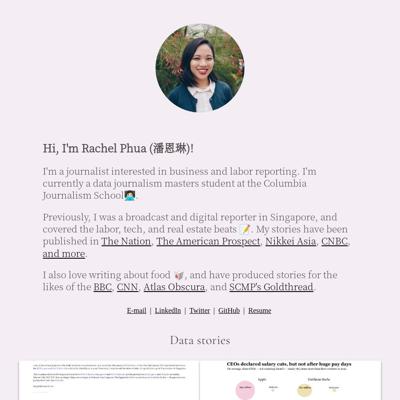 Hi, I'm Rachel Phua (潘恩琳)!
I'm a journalist interested in business and labor reporting. I'm
currently a data journalism masters student at the Columbia
Journalism School👩🏻‍💻.
Previously, I was a broadcast and digital reporter in Singapore, and
covered the labor, tech, and real estate beats 📝. My stories have been
published in The Nation, The American Prospect, Nikkei Asia, CNBC,
and more.
I also love writing about food 🥡, and have produced stories for the
likes of the BBC, CNN, Atlas Obscura, and SCMP's Goldthread.
E-mail | LinkedIn | Twitter | GitHub | Resume
Data stories
CEOs declared salary cuts, but not after huge pay days
Apple
Goldman Sachs